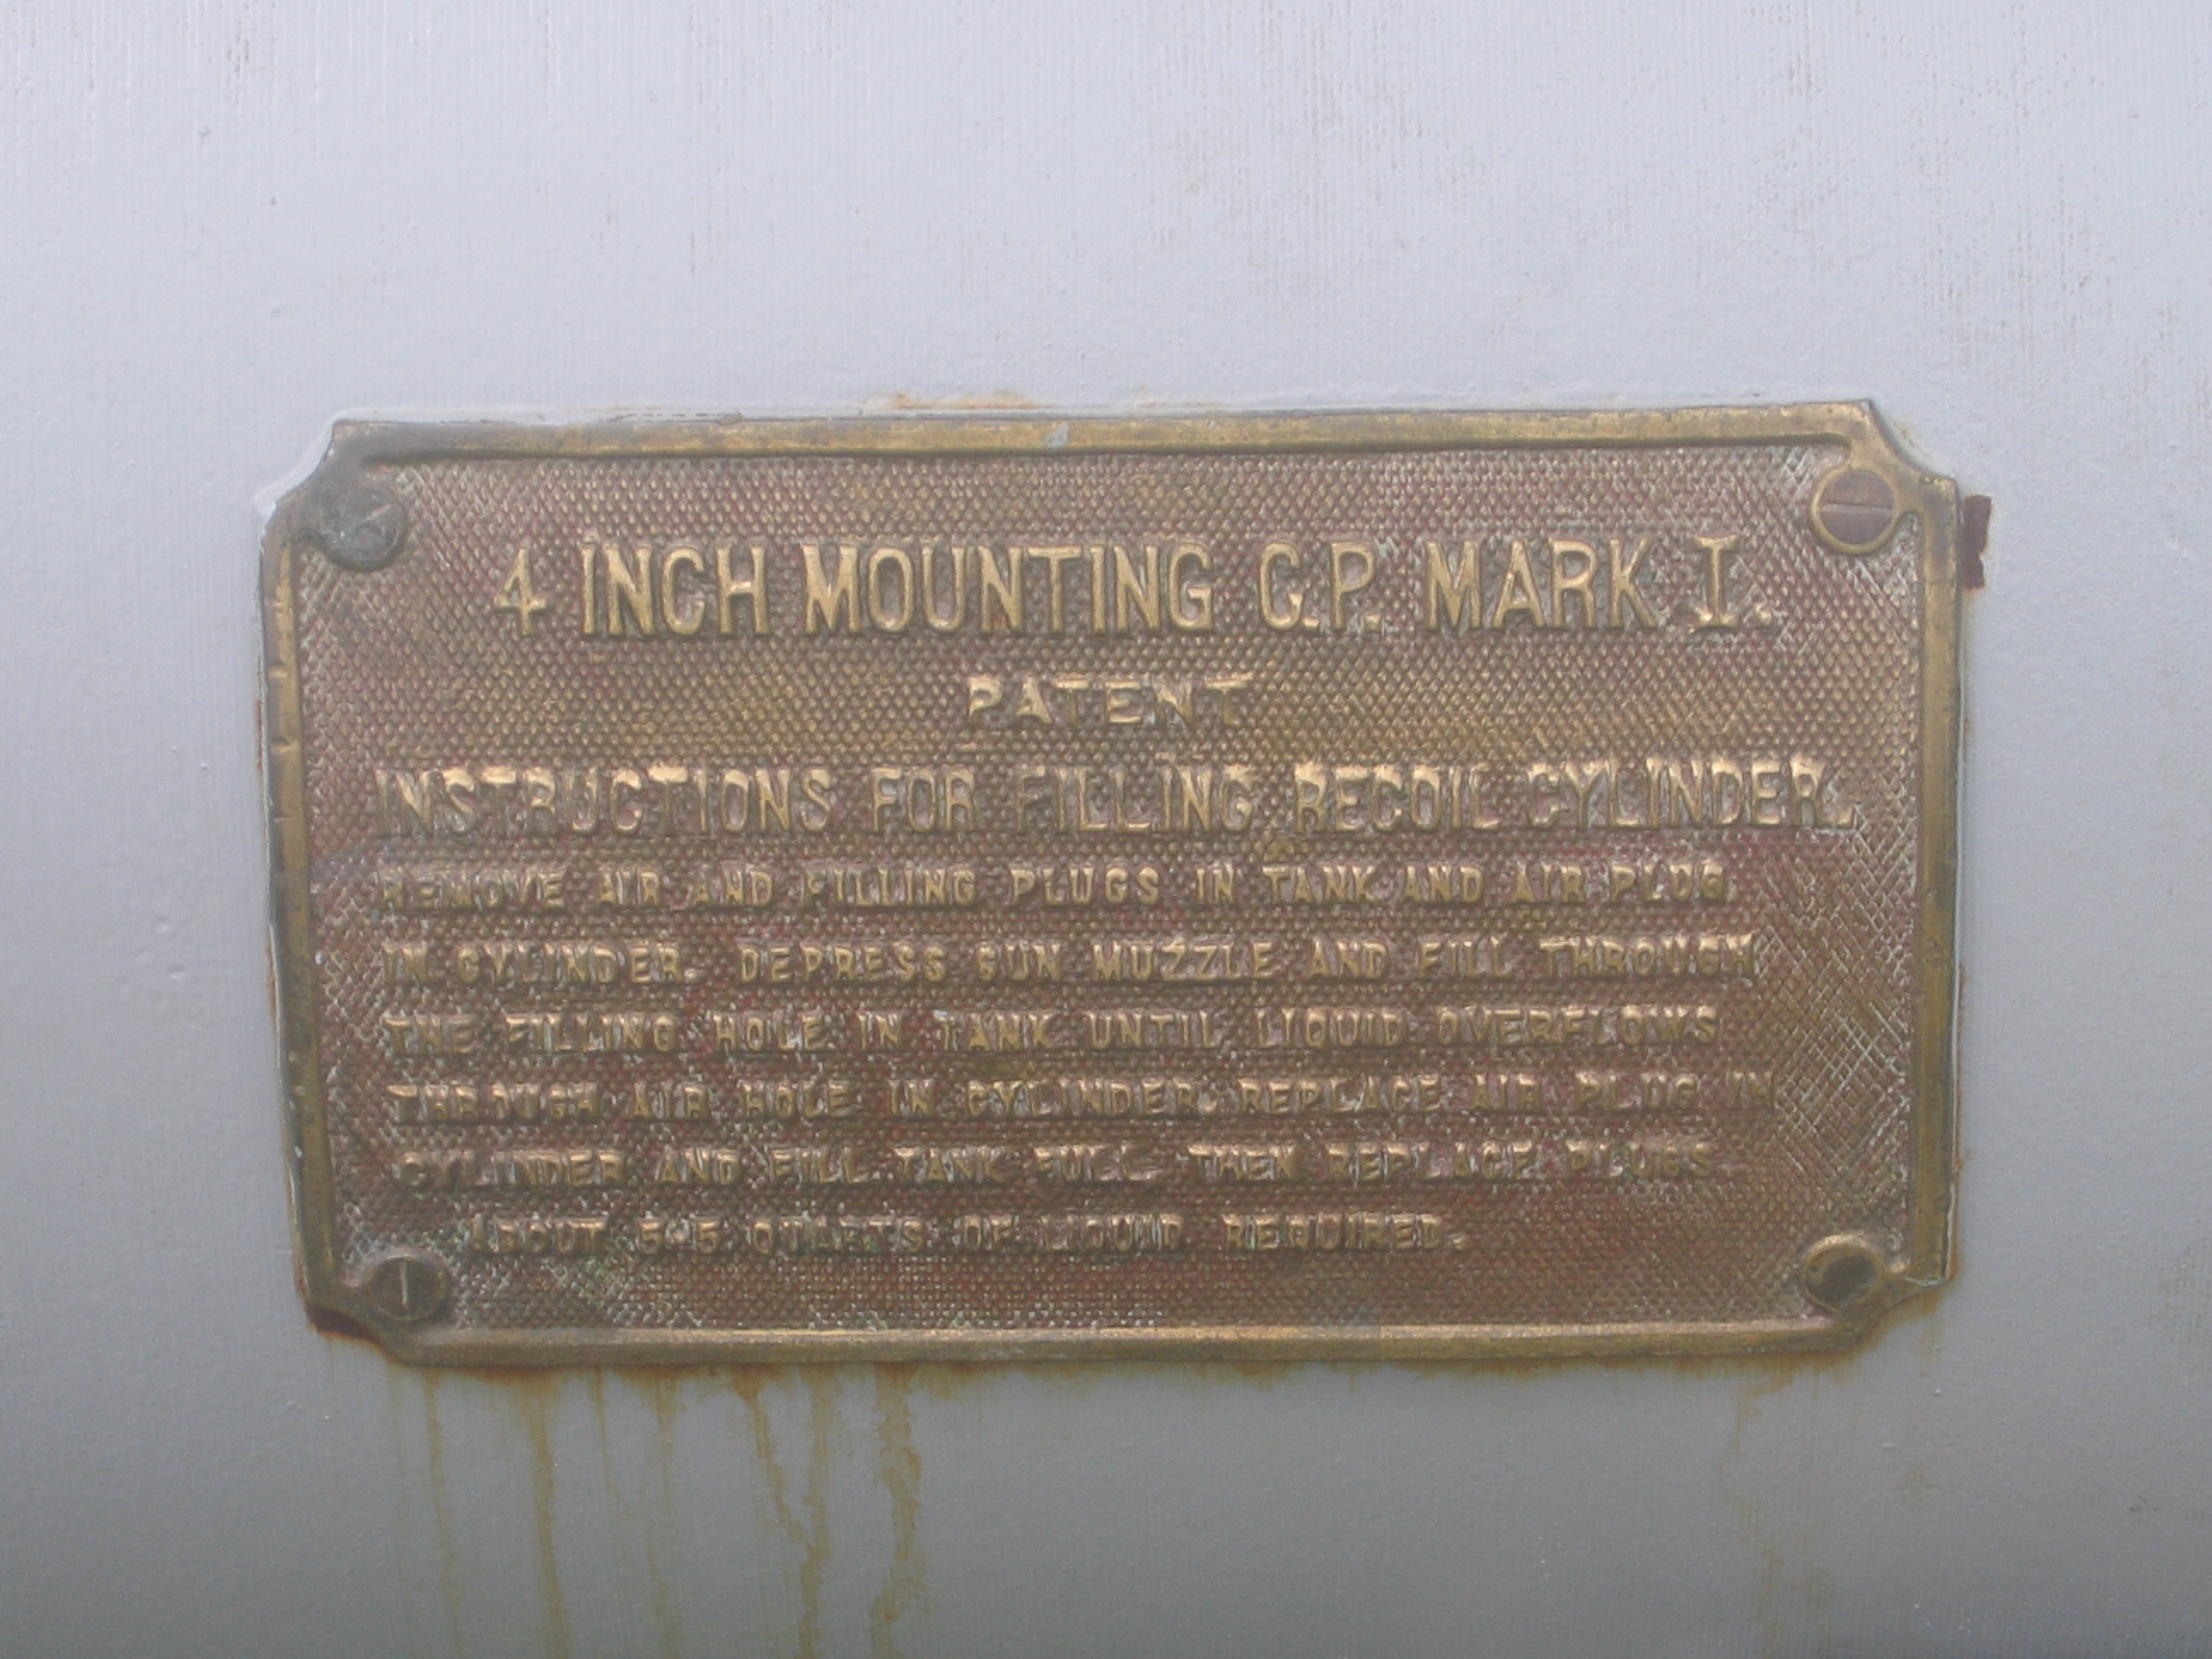 4 INCH MOUNTING C.P. MARK I.
PATENT
INSTRUCTIONS FOR FILLING RECOIL CYLINDER.
REMOVE AIR AND FILLING PLUGS IN TANK AND AIR PLUG
IN CYLINDER. DEPRESS GUN MUZZLE AND FILL THROUGH
THE FILLING HOLE IN TANK UNTIL LIQUID OVERFLOWS
THROUGH AIR HOLE IN CYLINDER. REPLACE AIR PLUG IN
CYLINDER AND FILL TANK FULL THEN REPLACE PLUGS.
ABOUT 5.5 QUARTS OF LIQUID REQUIRED.